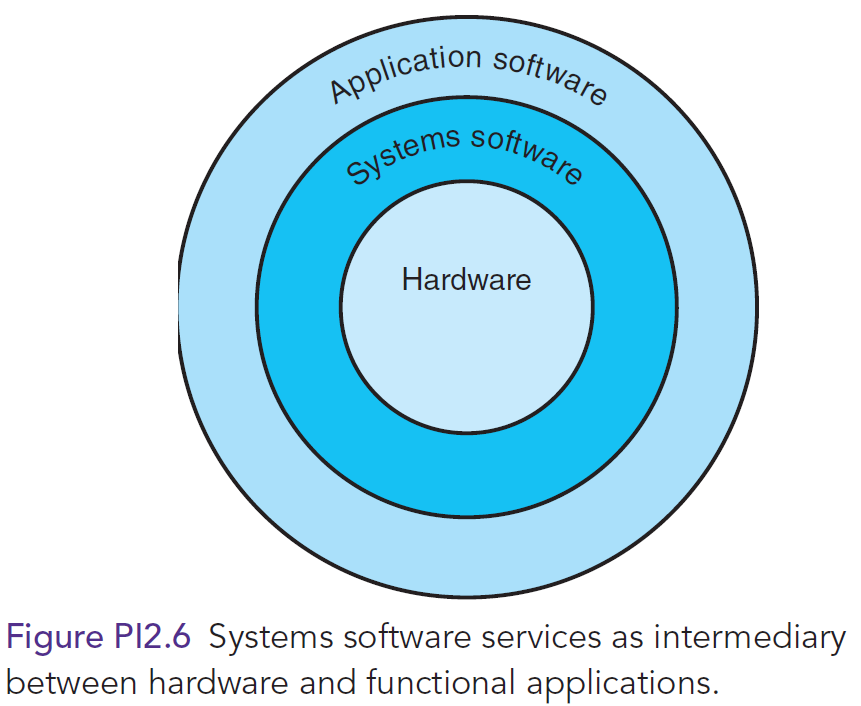 Application software
Systems software
Hardware
Figure PI2.6 Systems software services as intermediary
between hardware and functional applications.